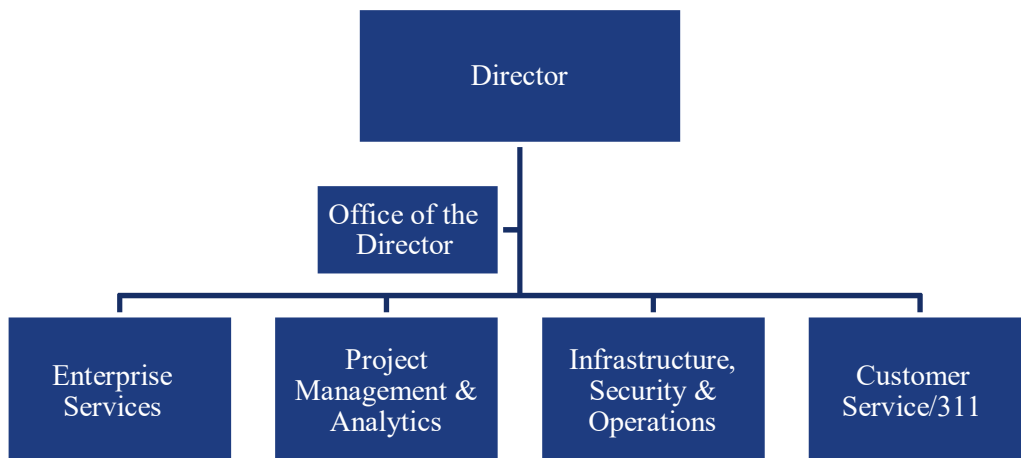 Director
Office of the
Director
Enterprise
Services
Project
Management &
Analytics
Infrastructure,
Security &
Operations
Customer
Service/311